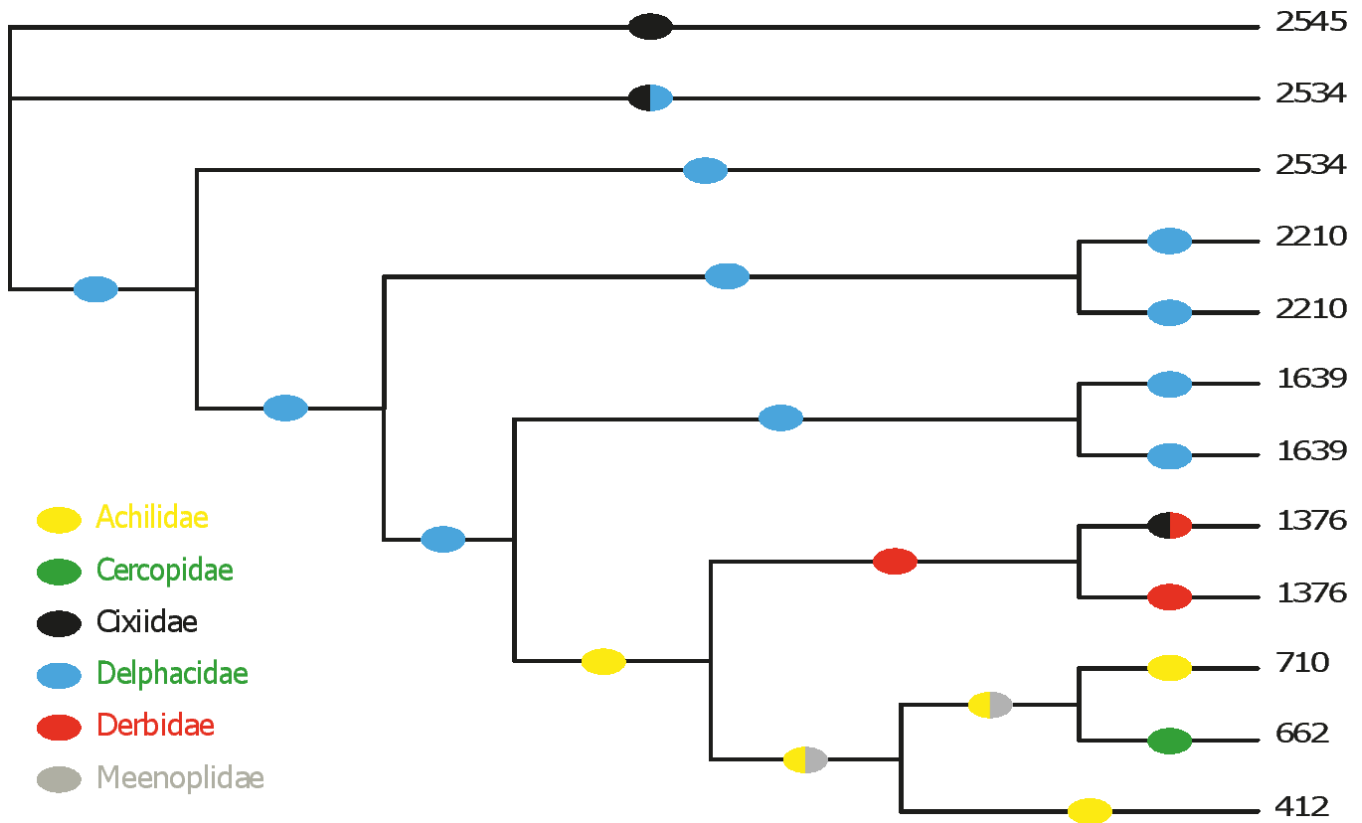 2545
2534
2534
2210
2210
1639
1639
1376
1376
710
662
412
Achilidae
Cercopidae
Cixiidae
Delphacidae
Derbidae
Meenoplidae